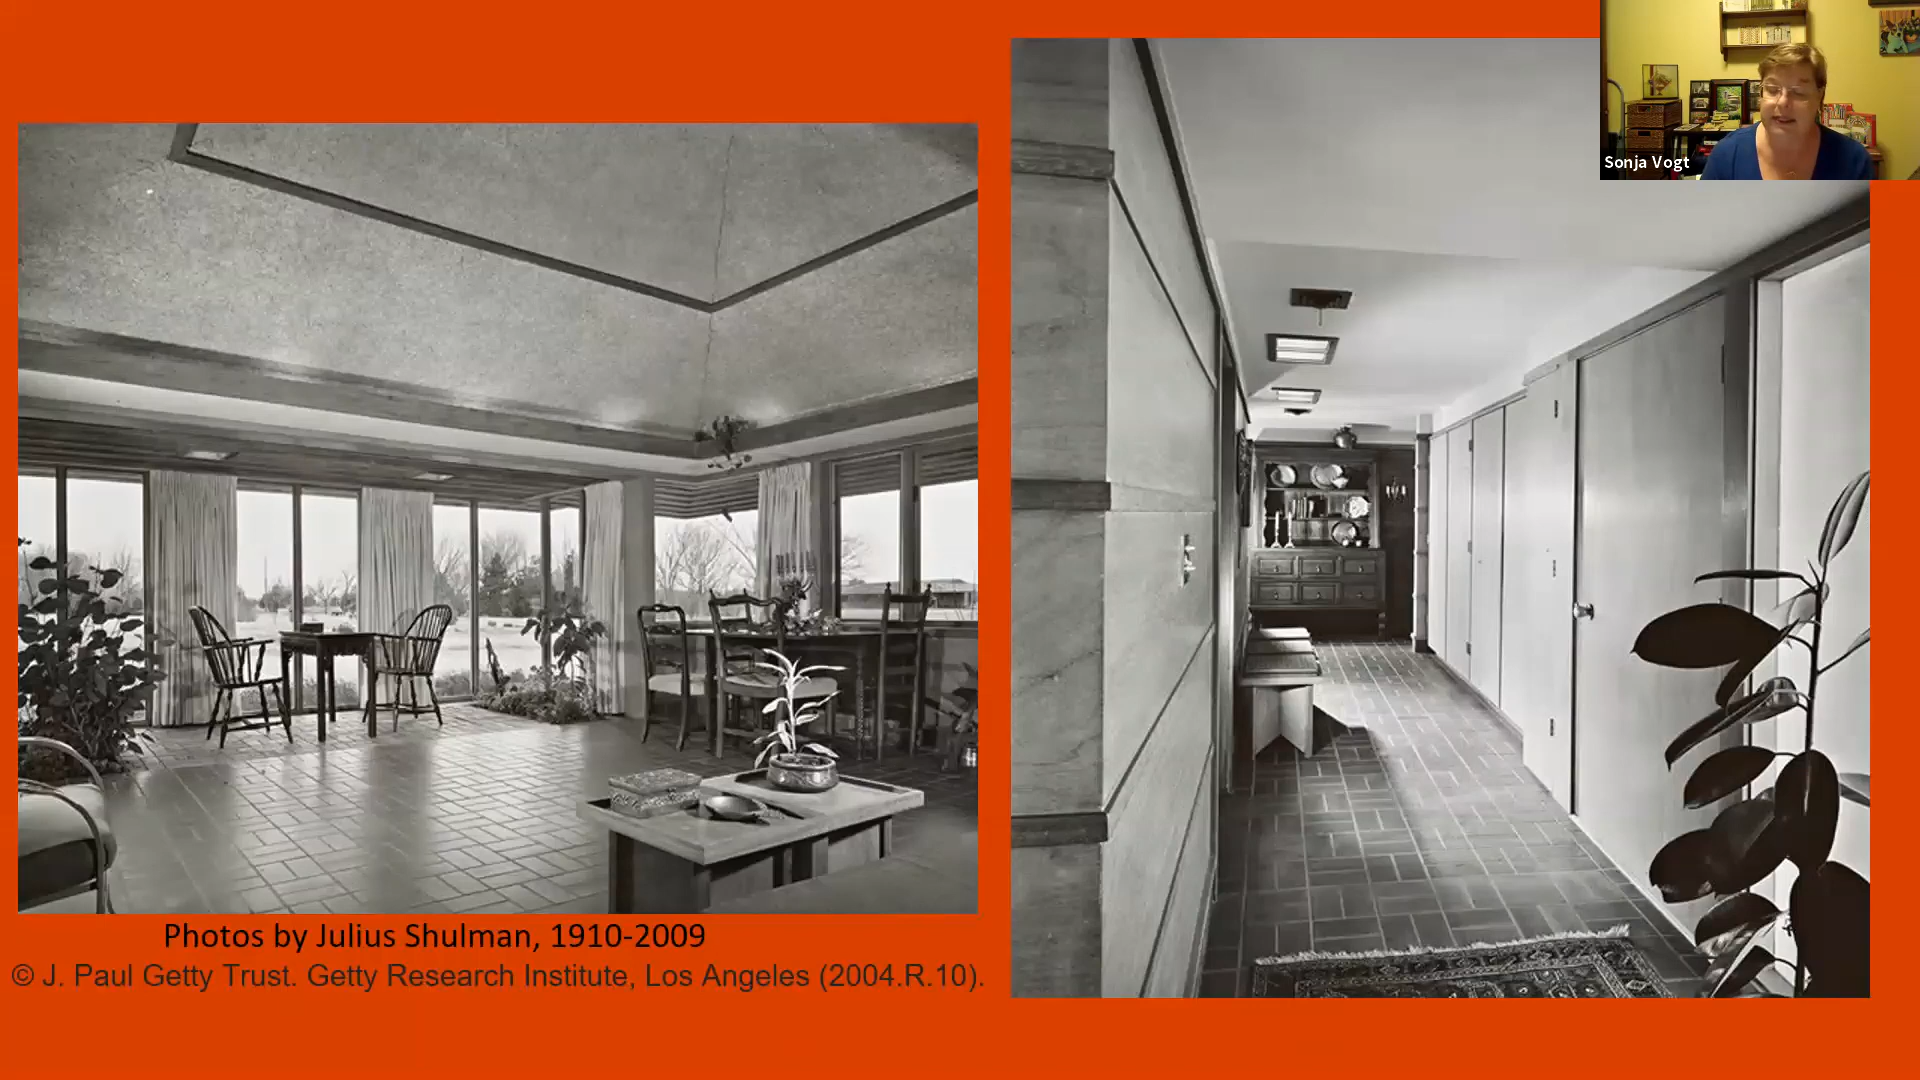 Sonja Vogt
Photos by Julius Shulman, 1910-2009
© J. Paul Getty Trust. Getty Research Institute, Los Angeles (2004.R.10).